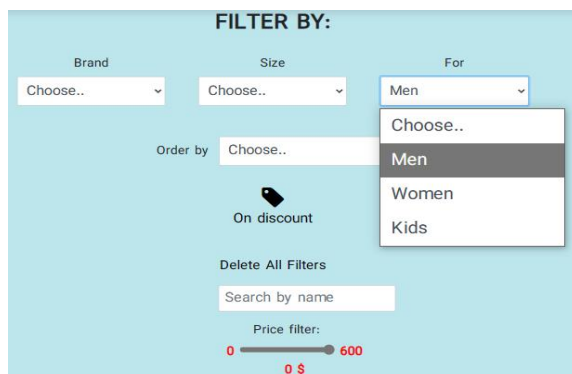 FILTER BY:
Brand Size For
Choose.. Choose.. Men
Choose..
Order by Choose.. Men
Women
On discount Kids
Delete All Filters
Search by name
Price filter:
0 600
0 $